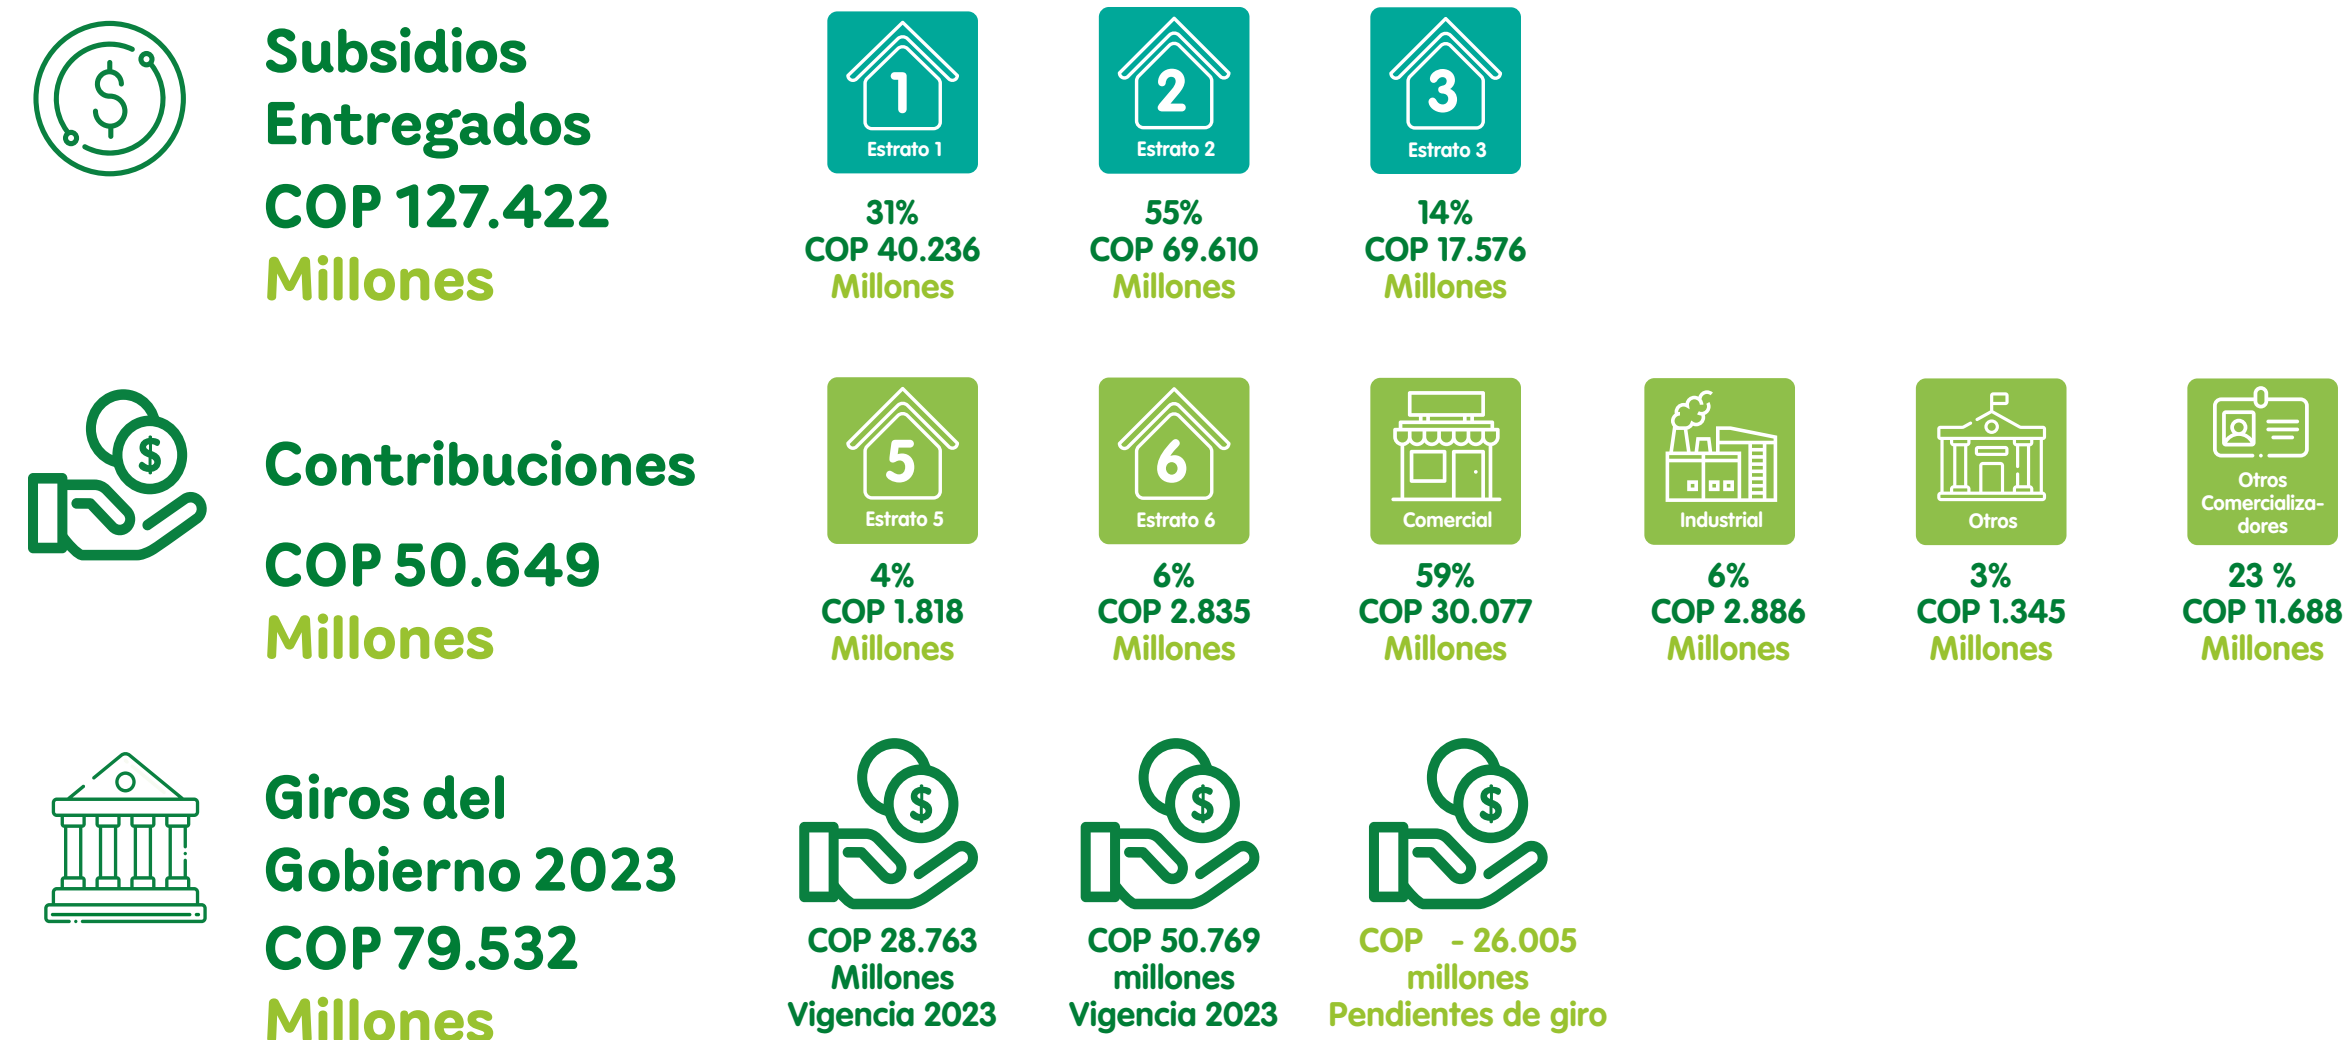 Subsidios
Entregados
COP 127.422
Millones
1
Estrato 1
31%
COP 40.236
Millones
2
Estrato 2
55%
COP 69.610
Millones
3
Estrato 3
14%
COP 17.576
Millones
$
Contribuciones
COP 50.649
Millones
5
Estrato 5
4%
COP 1.818
Millones
6
Estrato 6
6%
COP 2.835
Millones
Comercial
59%
COP 30.077
Millones
Industrial
6%
COP 2.886
Millones
Otros
3%
COP 1.345
Millones
Otros
Comercializa-
dores
23 %
COP 11.688
Millones
Giros del
Gobierno 2023
COP 79.532
Millones
$
COP 28.763
Millones
Vigencia 2023
$
COP 50.769
millones
Vigencia 2023
$
COP - 26.005
millones
Pendientes de giro